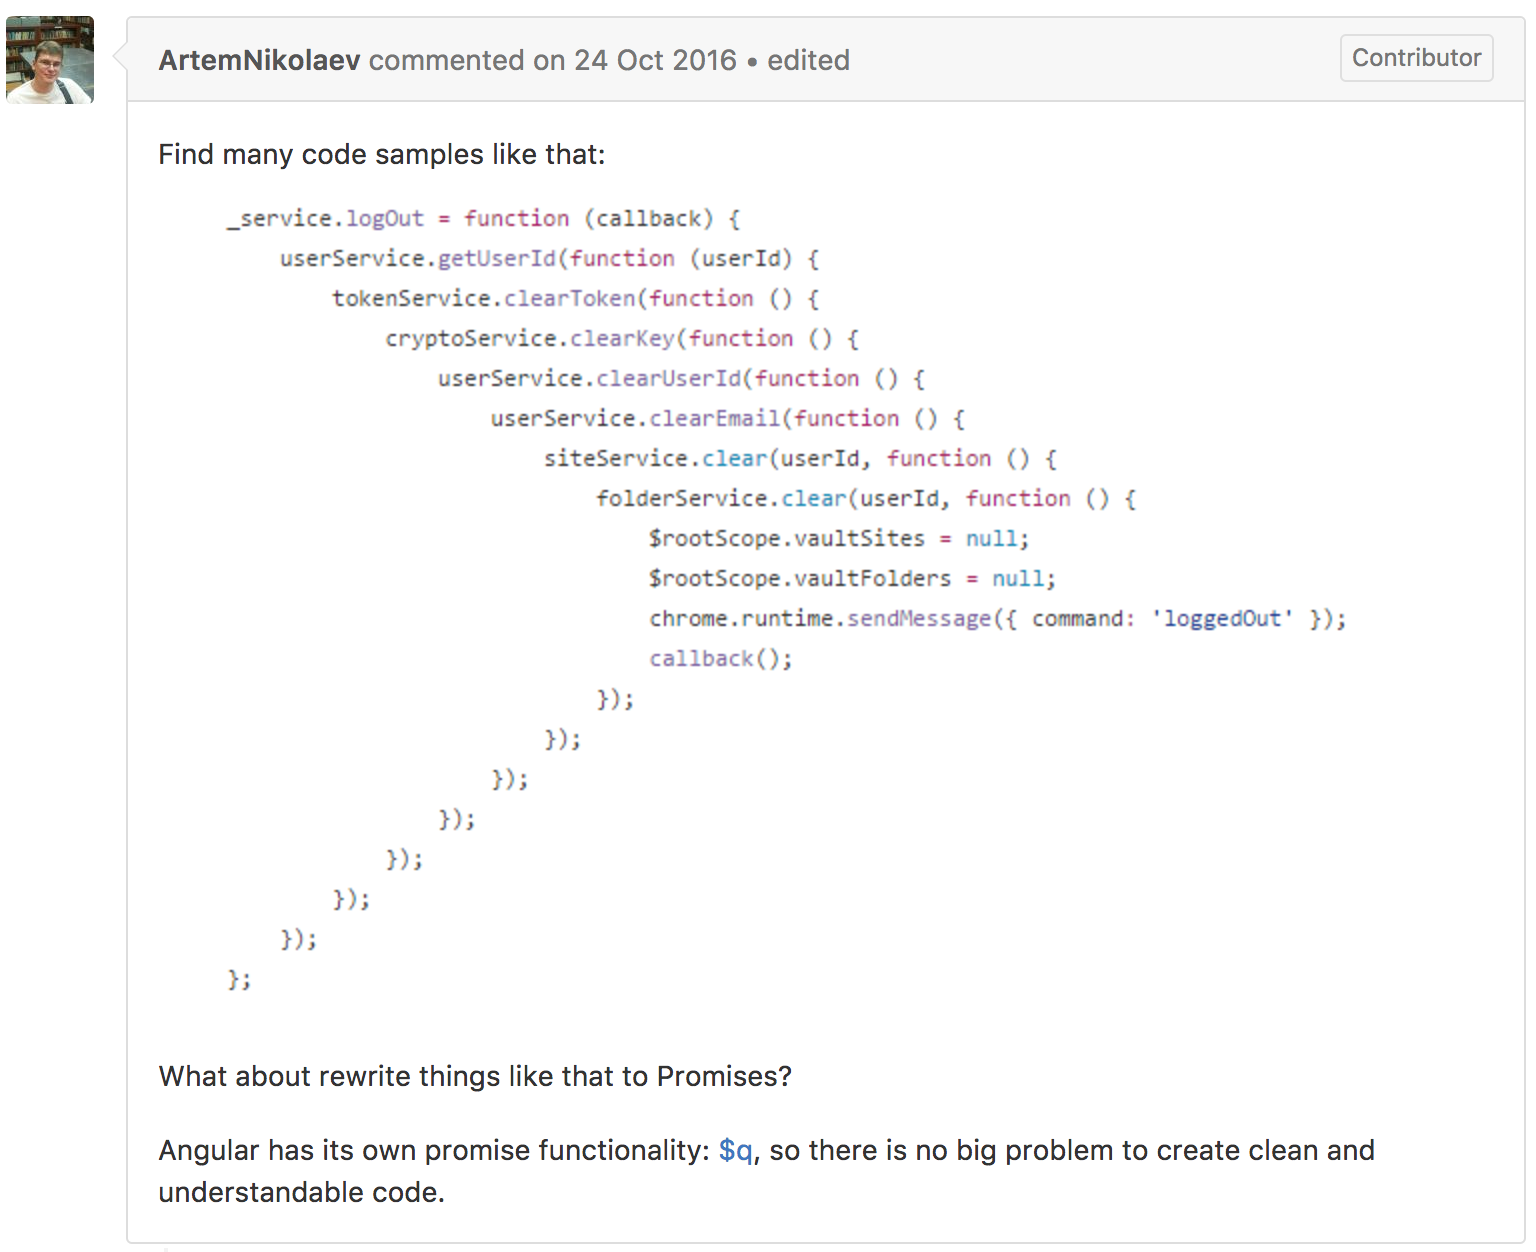 ArtemNikolaev commented on 24 Oct 2016 • edited
Contributor
Find many code samples like that:
_service.logOut = function (callback) {
userService.getUserId(function (userId) {
tokenService.clearToken(function () {
cryptoService.clearKey(function () {
userService.clearUserId(function () {
userService.clearEmail(function () {
siteService.clear(userId, function () {
folderService.clear(userId, function () {
$rootScope.vaultSites = null;
$rootScope.vaultFolders = null;
chrome.runtime.sendMessage({ command: 'loggedOut' });
callback();
});
});
});
});
});
});
});
};
What about rewrite things like that to Promises?
Angular has its own promise functionality: $q, so there is no big problem to create clean and
understandable code.